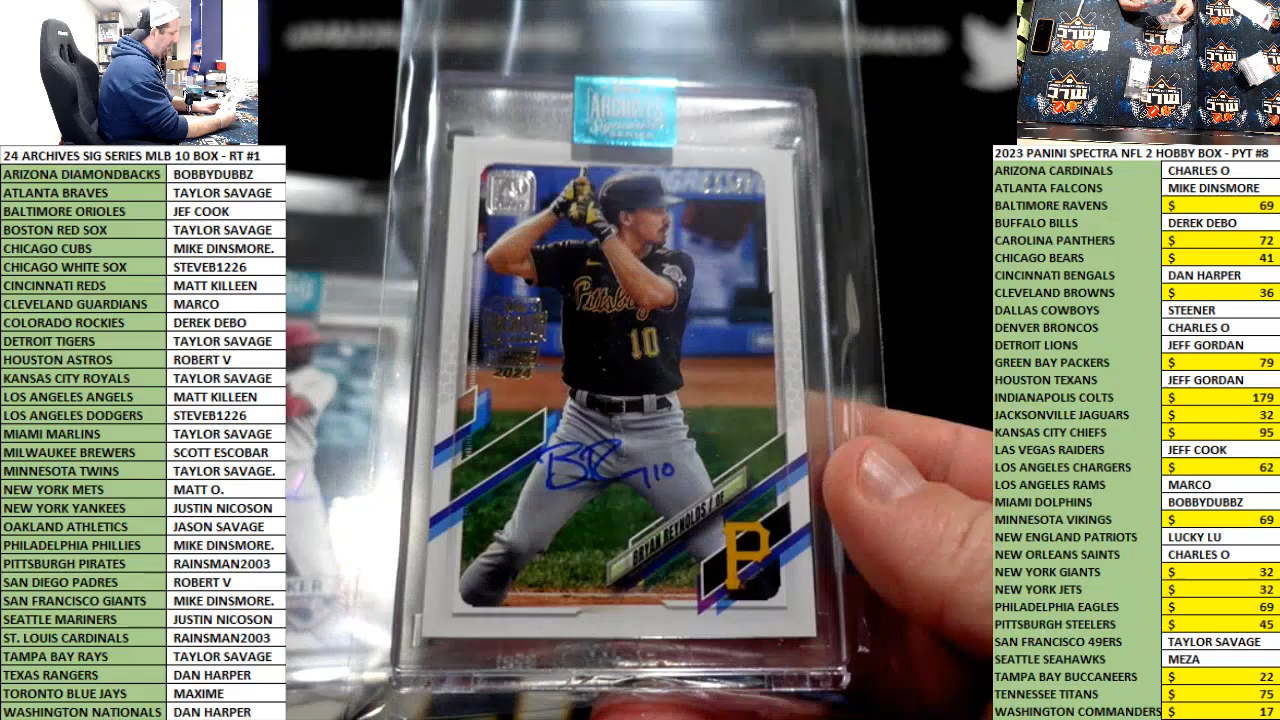 24 ARCHIVES SIG SERIES MLB 10 BOX - RT #1
ARIZONA DIAMONDBACKS BOBBYDUBBZ
ATLANTA BRAVES TAYLOR SAVAGE
BALTIMORE ORIOLES JEF COOK
BOSTON RED SOX TAYLOR SAVAGE
CHICAGO CUBS MIKE DINSMORE.
CHICAGO WHITE SOX STEVEB1226
CINCINNATI REDS MATT KILLEEN
CLEVELAND GUARDIANS MARCO
COLORADO ROCKIES DEREK DEBO
DETROIT TIGERS TAYLOR SAVAGE
HOUSTON ASTROS ROBERT V
KANSAS CITY ROYALS TAYLOR SAVAGE
LOS ANGELES ANGELS MATT KILLEEN
LOS ANGELES DODGERS STEVEB1226
MIAMI MARLINS TAYLOR SAVAGE
MILWAUKEE BREWERS SCOTT ESCOBAR
MINNESOTA TWINS TAYLOR SAVAGE.
NEW YORK METS MATT O.
NEW YORK YANKEES JUSTIN NICOSON
OAKLAND ATHLETICS JASON SAVAGE
PHILADELPHIA PHILLIES MIKE DINSMORE.
PITTSBURGH PIRATES RAINSMAN2003
SAN DIEGO PADRES ROBERT V
SAN FRANCISCO GIANTS MIKE DINSMORE.
SEATTLE MARINERS JUSTIN NICOSON
ST. LOUIS CARDINALS RAINSMAN2003
TAMPA BAY RAYS TAYLOR SAVAGE
TEXAS RANGERS DAN HARPER
TORONTO BLUE JAYS MAXIME
WASHINGTON NATIONALS DAN HARPER
ARCHIVES
Signature
SERIES
Pittsburgh
10
2024
BR 10
BRYAN REYNOLDS / OF
P
2023 PANINI SPECTRA NFL 2 HOBBY BOX - PYT #8
ARIZONA CARDINALS CHARLES O
ATLANTA FALCONS MIKE DINSMORE
BALTIMORE RAVENS $ 69
BUFFALO BILLS DEREK DEBO
CAROLINA PANTHERS $ 72
CHICAGO BEARS $ 41
CINCINNATI BENGALS DAN HARPER
CLEVELAND BROWNS $ 36
DALLAS COWBOYS STEENER
DENVER BRONCOS CHARLES O
DETROIT LIONS JEFF GORDAN
GREEN BAY PACKERS $ 79
HOUSTON TEXANS JEFF GORDAN
INDIANAPOLIS COLTS $ 179
JACKSONVILLE JAGUARS $ 32
KANSAS CITY CHIEFS $ 95
LAS VEGAS RAIDERS JEFF COOK
LOS ANGELES CHARGERS $ 62
LOS ANGELES RAMS MARCO
MIAMI DOLPHINS BOBBYDUBBZ
MINNESOTA VIKINGS $ 69
NEW ENGLAND PATRIOTS LUCKY LU
NEW ORLEANS SAINTS CHARLES O
NEW YORK GIANTS $ 32
NEW YORK JETS $ 32
PHILADELPHIA EAGLES $ 69
PITTSBURGH STEELERS $ 45
SAN FRANCISCO 49ERS TAYLOR SAVAGE
SEATTLE SEAHAWKS MEZA
TAMPA BAY BUCCANEERS $ 22
TENNESSEE TITANS $ 75
WASHINGTON COMMANDERS $ 17